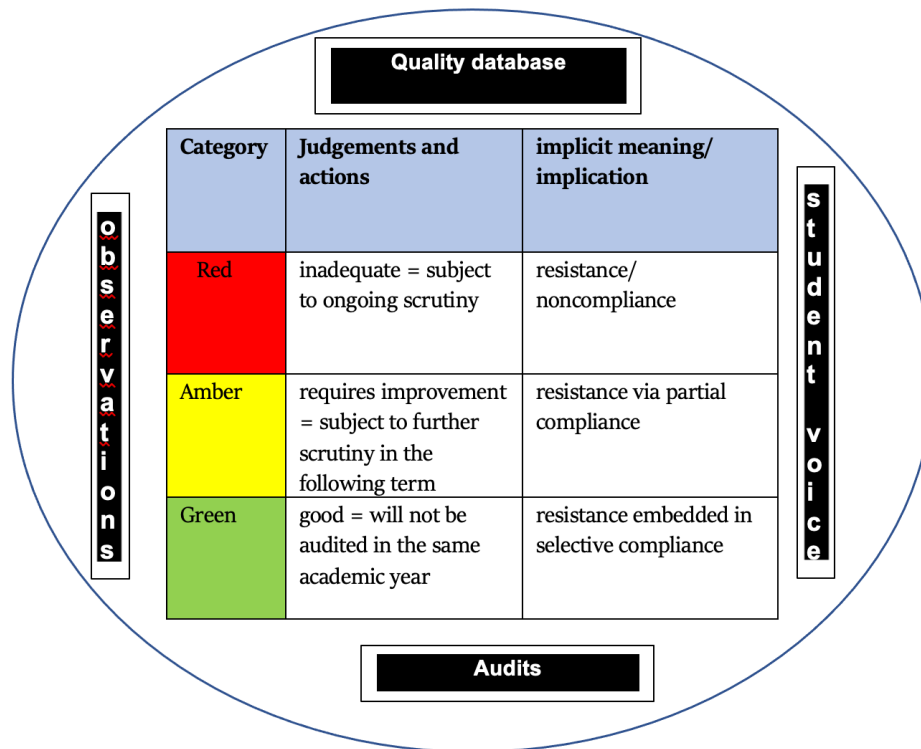 Quality database
Category
Judgements and
actions
implicit meaning/
implication
observations
student voice
Red
inadequate = subject
to ongoing scrutiny
resistance/
noncompliance
Amber
requires improvement
= subject to further
scrutiny in the
following term
resistance via partial
compliance
Green
good = will not be
audited in the same
academic year
resistance embedded in
selective compliance
Audits